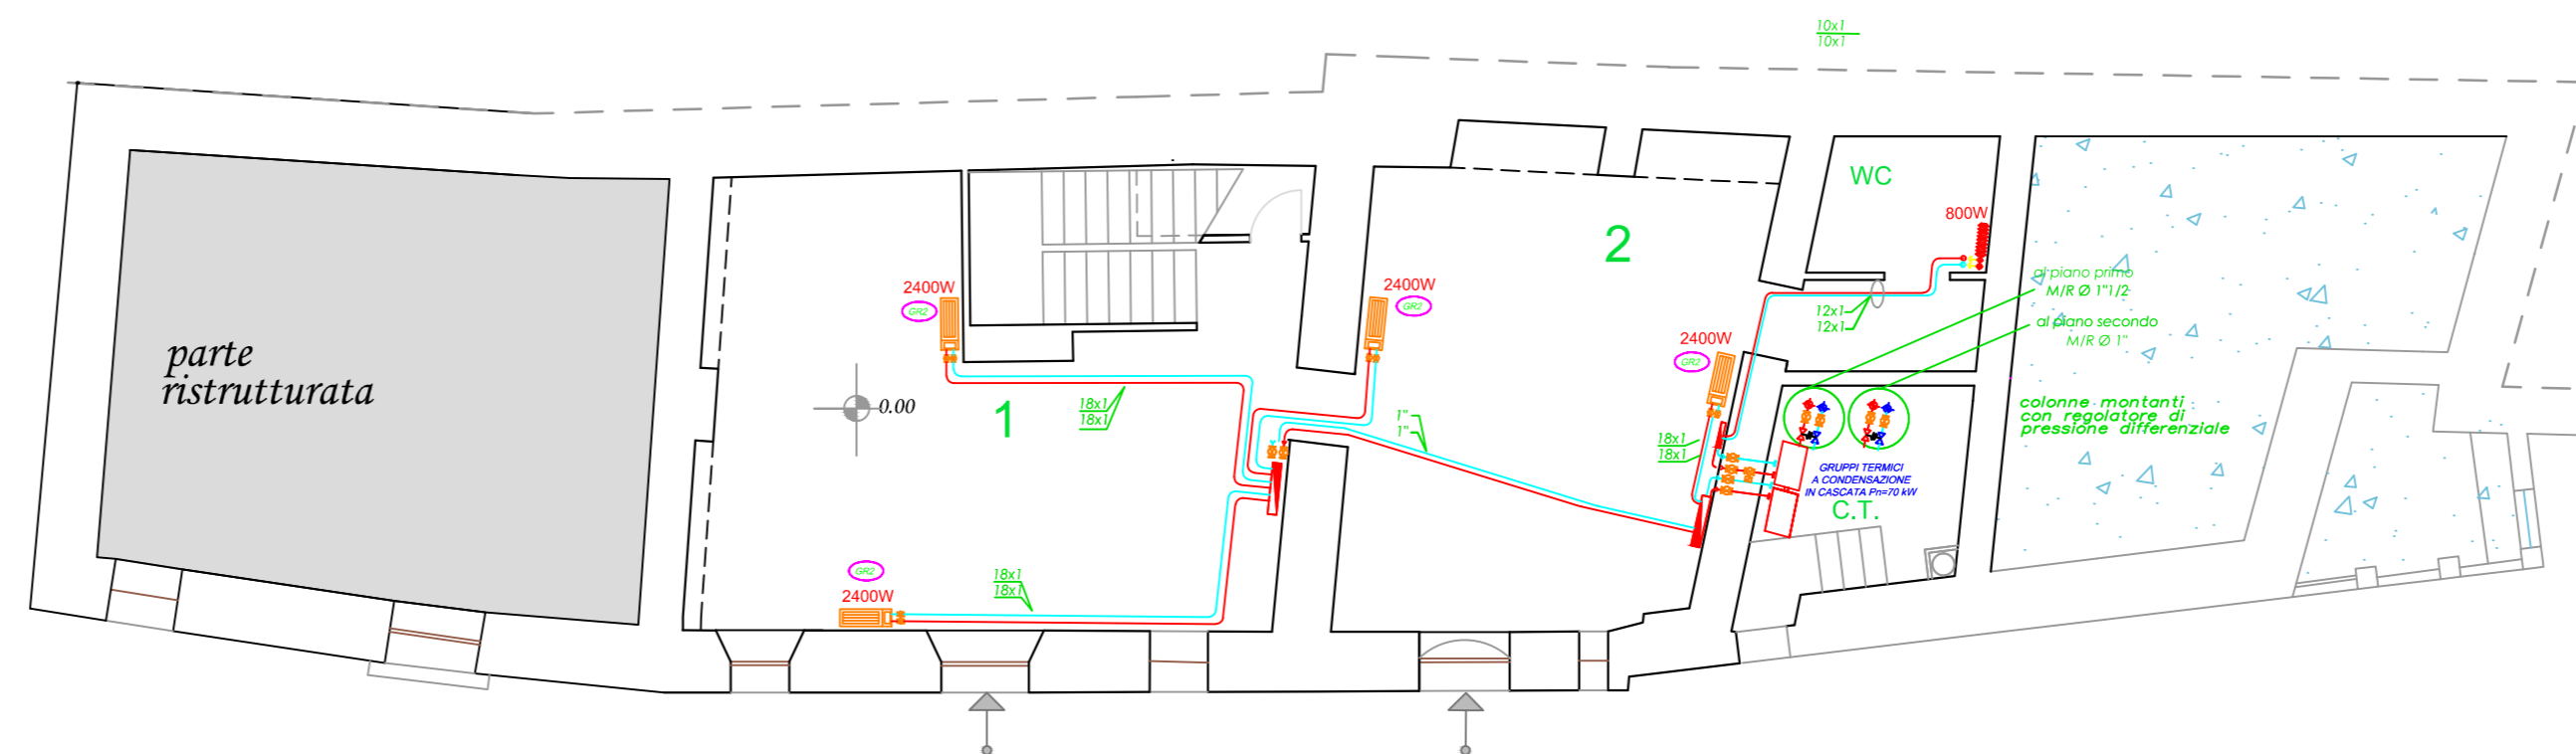 10x1
10x1
WC
800W
2
al piano primo
M/R Ø 1"1/2
2400W
GR2
2400W
GR2
12x1
12x1
al piano secondo
M/R Ø 1"
2400W
GR2
parte
ristrutturata
0.00
1
18x1
18x1
1"
1"
colonne montanti
con regolatore di
pressione differenziale
18x1
18x1
GRUPPI TERMICI
A CONDENSAZIONE
IN CASCATA Pn=70 kW
C.T.
GR2
2400W
18x1
18x1